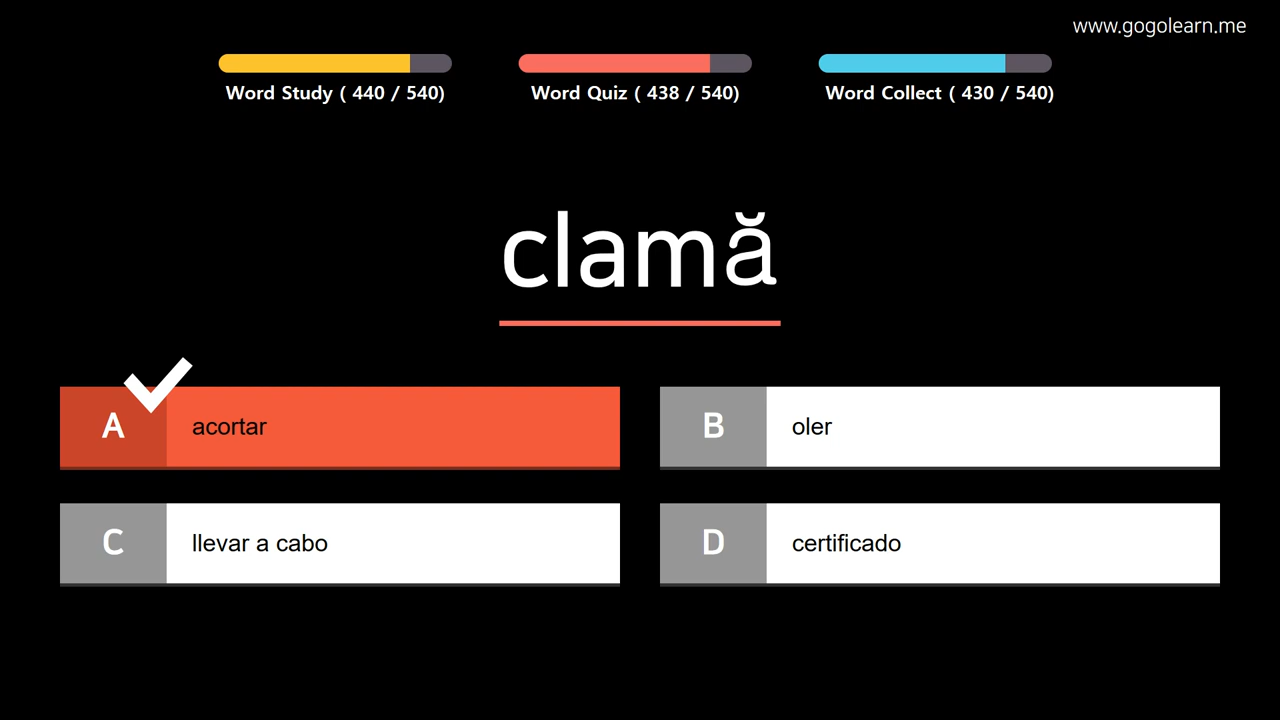 www.gogolearn.me
Word Study ( 440 / 540)
Word Quiz ( 438 / 540)
Word Collect ( 430 / 540)
clamă
A acortar
B oler
C llevar a cabo
D certificado